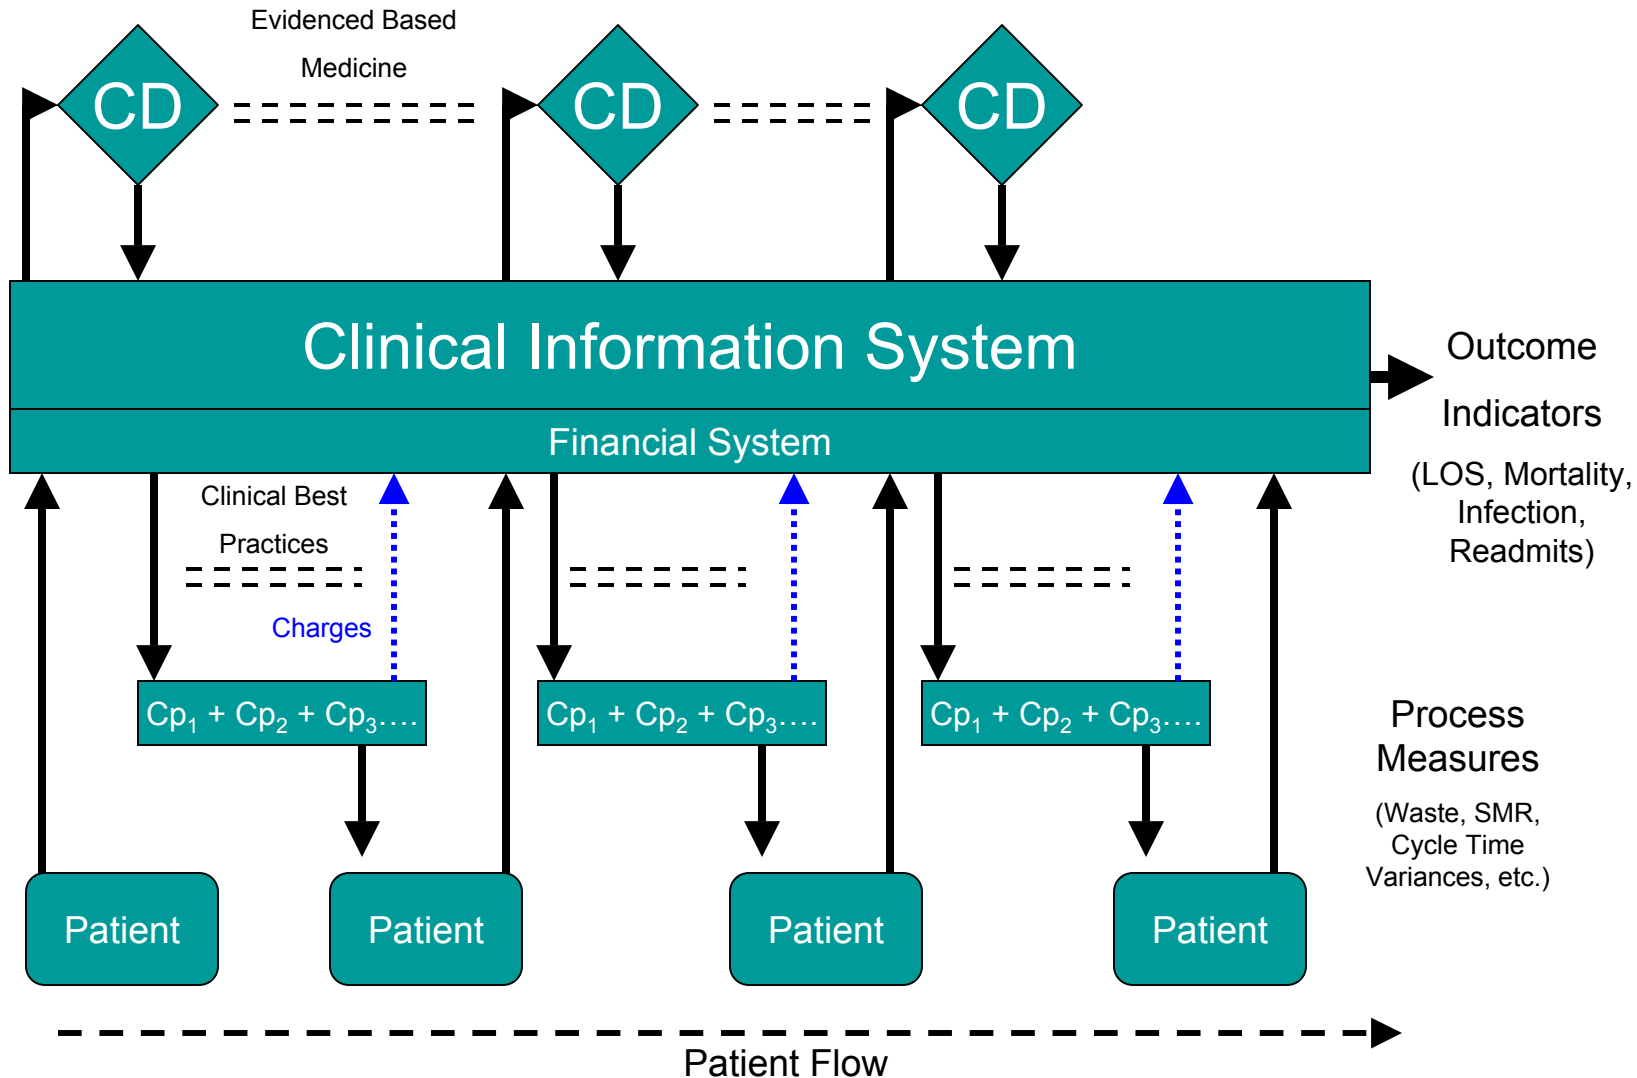 Evidenced Based
Medicine
CD
CD
CD
Clinical Information System
Financial System
Outcome
Indicators
(LOS, Mortality,
Infection,
Readmits)
Clinical Best
Practices
Charges
Cp1 + Cp2 + Cp3....
Cp1 + Cp2 + Cp3....
Cp1 + Cp2 + Cp3....
Process
Measures
(Waste, SMR,
Cycle Time
Variances, etc.)
Patient
Patient
Patient
Patient
Patient Flow